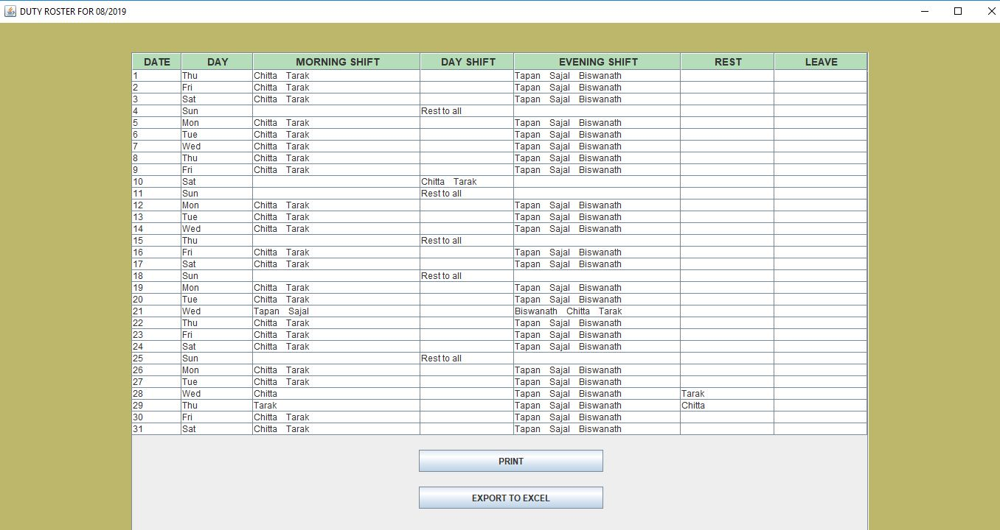 DUTY ROSTER FOR 08/2019
DATE DAY MORNING SHIFT DAY SHIFT EVENING SHIFT REST LEAVE
1 Thu Chitta Tarak Tapan Sajal Biswanath
2 Fri Chitta Tarak Tapan Sajal Biswanath
3 Sat Chitta Tarak Tapan Sajal Biswanath
4 Sun Rest to all
5 Mon Chitta Tarak Tapan Sajal Biswanath
6 Tue Chitta Tarak Tapan Sajal Biswanath
7 Wed Chitta Tarak Tapan Sajal Biswanath
8 Thu Chitta Tarak Tapan Sajal Biswanath
9 Fri Chitta Tarak Tapan Sajal Biswanath
10 Sat Chitta Tarak
11 Sun Rest to all
12 Mon Chitta Tarak Tapan Sajal Biswanath
13 Tue Chitta Tarak Tapan Sajal Biswanath
14 Wed Chitta Tarak Tapan Sajal Biswanath
15 Thu Rest to all
16 Fri Chitta Tarak Tapan Sajal Biswanath
17 Sat Chitta Tarak Tapan Sajal Biswanath
18 Sun Rest to all
19 Mon Chitta Tarak Tapan Sajal Biswanath
20 Tue Chitta Tarak Tapan Sajal Biswanath
21 Wed Tapan Sajal Biswanath Chitta Tarak
22 Thu Chitta Tarak Tapan Sajal Biswanath
23 Fri Chitta Tarak Tapan Sajal Biswanath
24 Sat Chitta Tarak Tapan Sajal Biswanath
25 Sun Rest to all
26 Mon Chitta Tarak Tapan Sajal Biswanath
27 Tue Chitta Tarak Tapan Sajal Biswanath
28 Wed Chitta Tapan Sajal Biswanath Tarak
29 Thu Tarak Tapan Sajal Biswanath Chitta
30 Fri Chitta Tarak Tapan Sajal Biswanath
31 Sat Chitta Tarak Tapan Sajal Biswanath
PRINT
EXPORT TO EXCEL